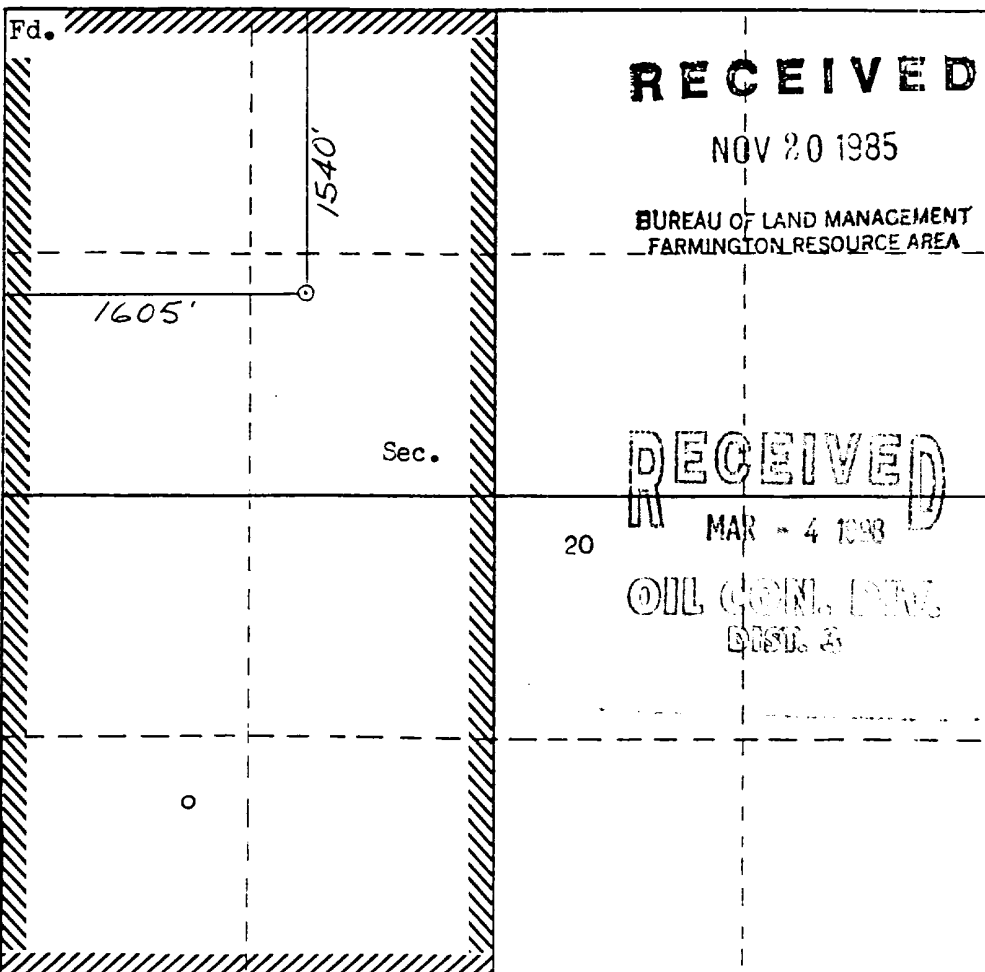 Fd.
RECEIVED
NOV 20 1985
1540'
BUREAU OF LAND MANAGEMENT
FARMINGTON RESOURCE AREA
1605'
Sec.
RECEIVED
MAR - 4
20
OIL CON. DIV.
DIST. 3